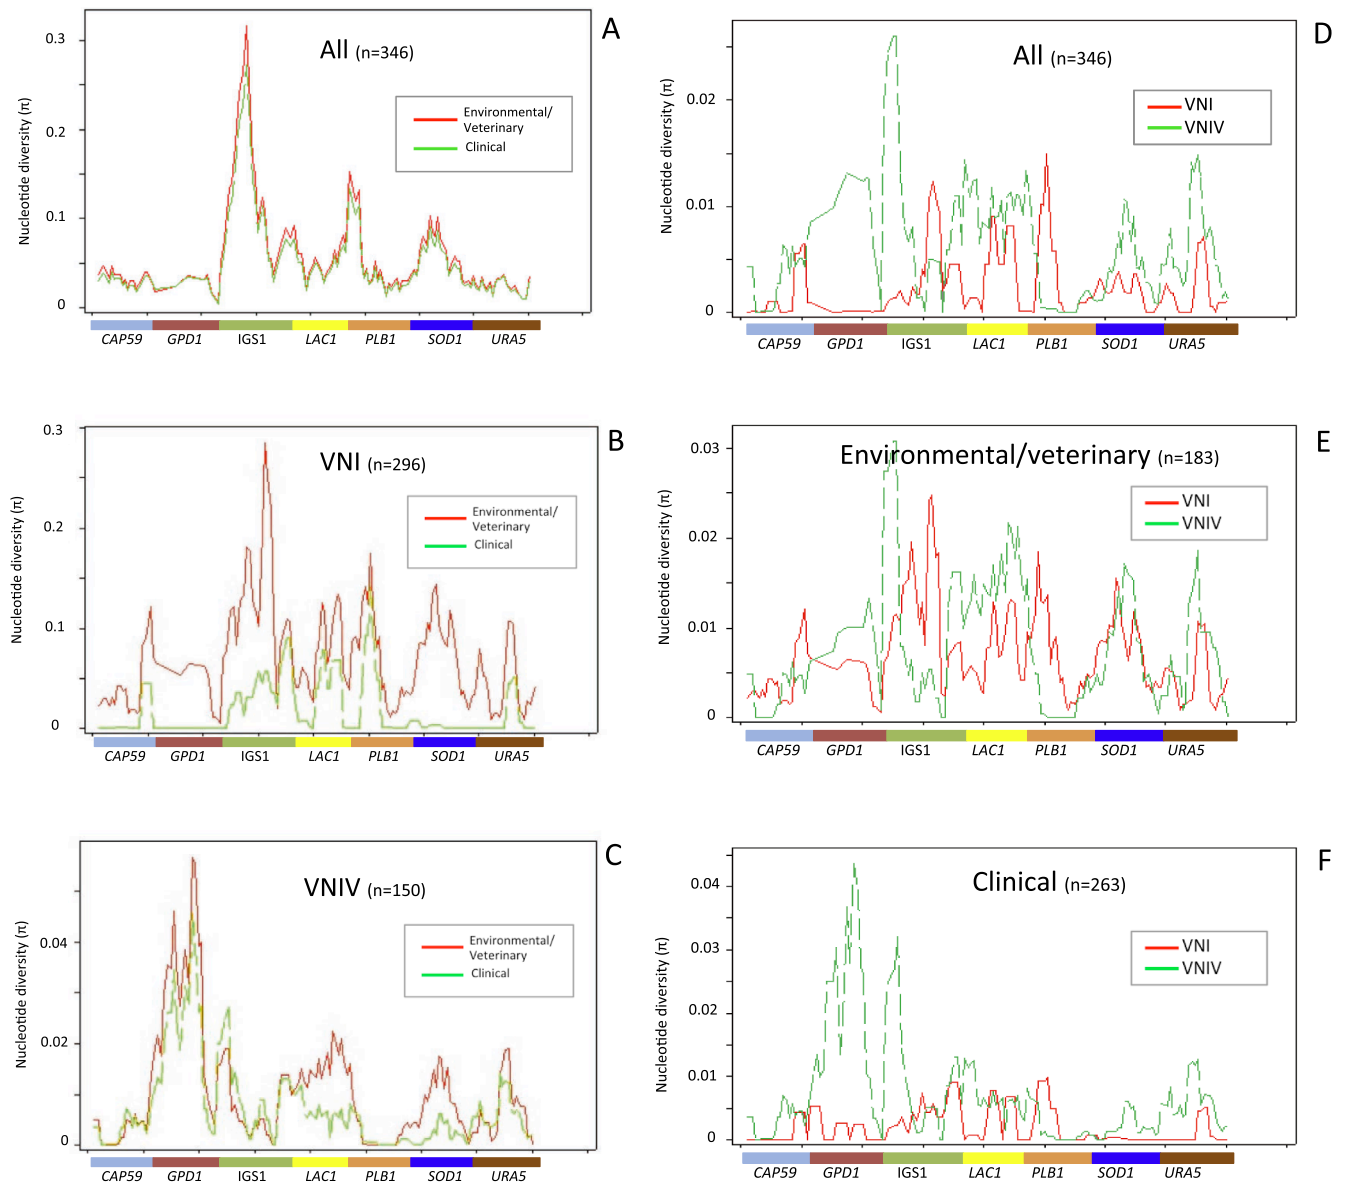 A
All (n=346)
Nucleotide diversity (π)
0.3
0.2
0.1
0
Environmental/
Veterinary
Clinical
CAP59 GPD1 IGS1 LAC1 PLB1 SOD1 URA5
D
All (n=346)
Nucleotide diversity (π)
0.02
0.01
0
VNI
VNIV
CAP59 GPD1 IGS1 LAC1 PLB1 SOD1 URA5
B
VNI (n=296)
Nucleotide diversity (π)
0.3
0.2
0.1
0
Environmental/
Veterinary
Clinical
CAP59 GPD1 IGS1 LAC1 PLB1 SOD1 URA5
E
Environmental/veterinary (n=183)
Nucleotide diversity (π)
0.03
0.02
0.01
0
VNI
VNIV
CAP59 GPD1 IGS1 LAC1 PLB1 SOD1 URA5
C
VNIV (n=150)
Nucleotide diversity (π)
0.04
0.02
0
Environmental/
Veterinary
Clinical
CAP59 GPD1 IGS1 LAC1 PLB1 SOD1 URA5
F
Clinical (n=263)
Nucleotide diversity (π)
0.04
0.03
0.02
0.01
0
VNI
VNIV
CAP59 GPD1 IGS1 LAC1 PLB1 SOD1 URA5